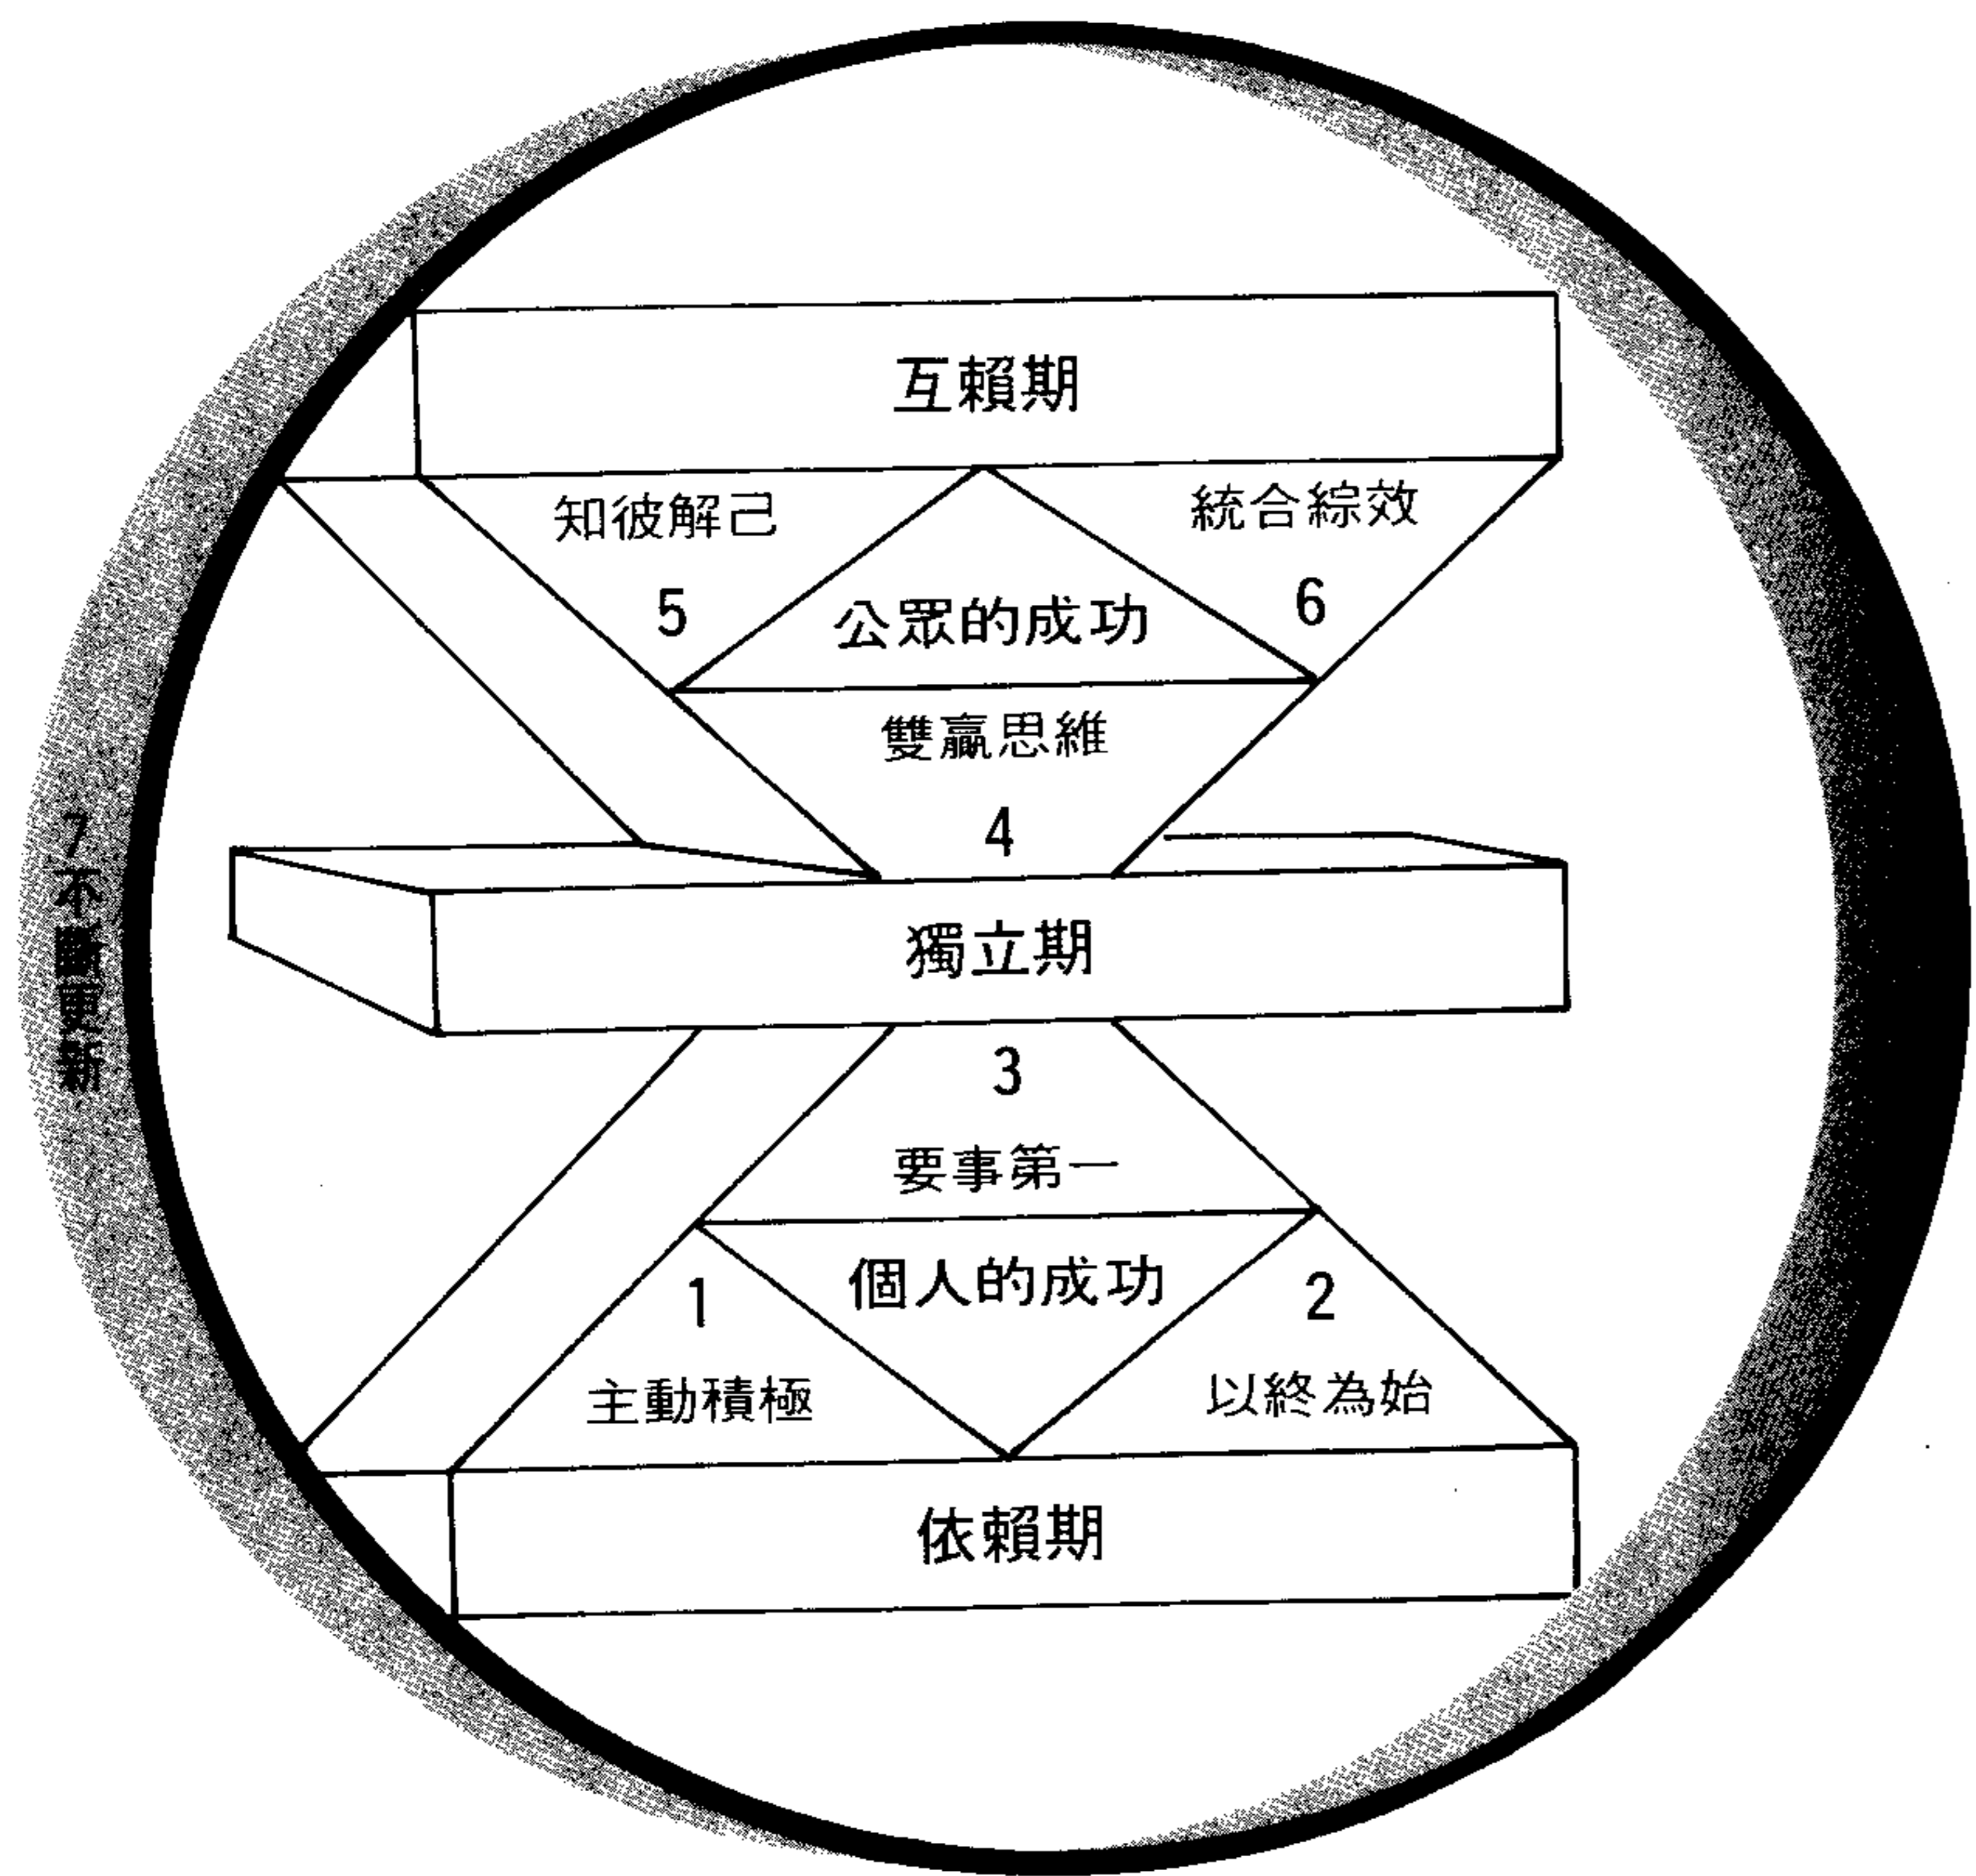 互賴期
知彼解己
統合綜效
5
公眾的成功
6
雙贏思維
4
7不斷更新
獨立期
3
要事第一
1
個人的成功
2
主動積極
以終為始
依賴期